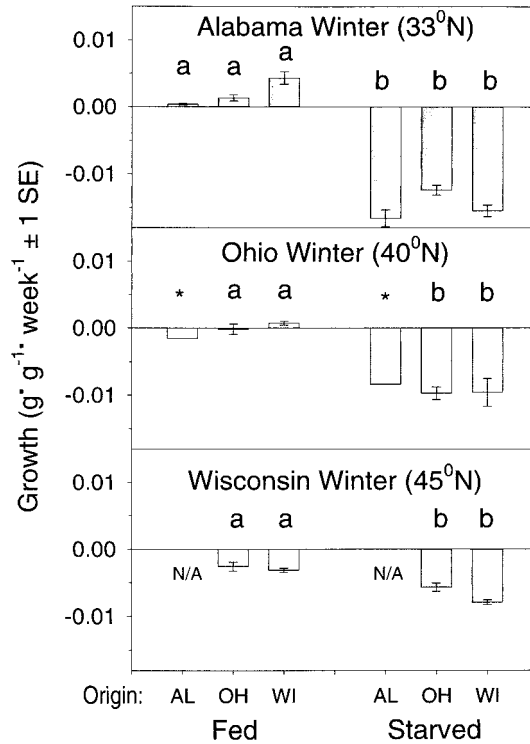 Growth (g· g⁻¹· week⁻¹ ± 1 SE)
Alabama Winter (33⁰N)
0.01
0.00
-0.01
a a a b b b
Ohio Winter (40⁰N)
0.01
0.00
-0.01
* a a * b b
Wisconsin Winter (45⁰N)
0.01
0.00
-0.01
a a b b
N/A N/A
Origin: AL OH WI AL OH WI
Fed Starved